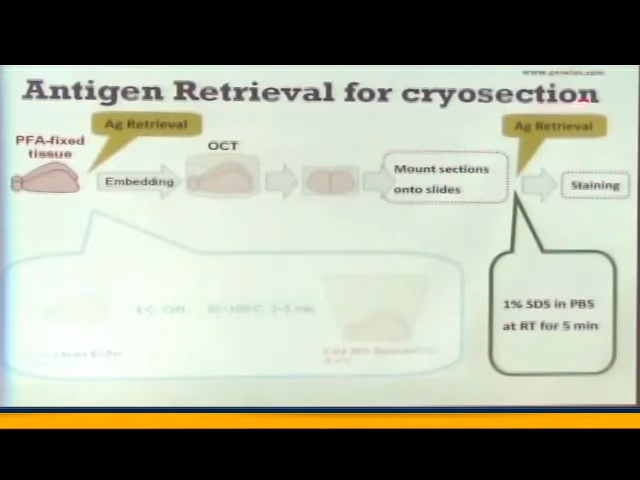 www.genetex.com
Antigen Retrieval for cryosection
Ag Retrieval
Ag Retrieval
PFA-fixed
tissue
OCT
Embedding
Mount sections
onto slides
Staining
1% SDS in PBS
at RT for 5 min